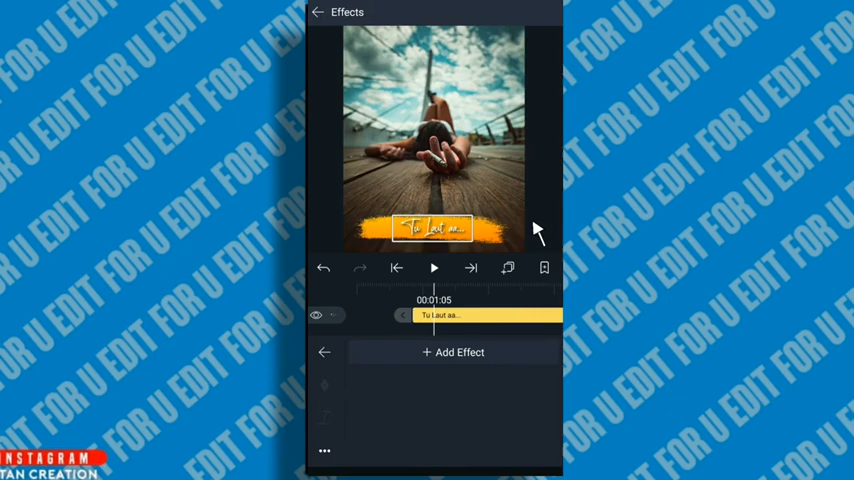 Effects
Tu Laut aa...
00:01:05
Tu Laut aa...
+ Add Effect
EDIT FOR U EDIT FOR U EDIT FOR U
INSTAGRAM
TAN CREATION